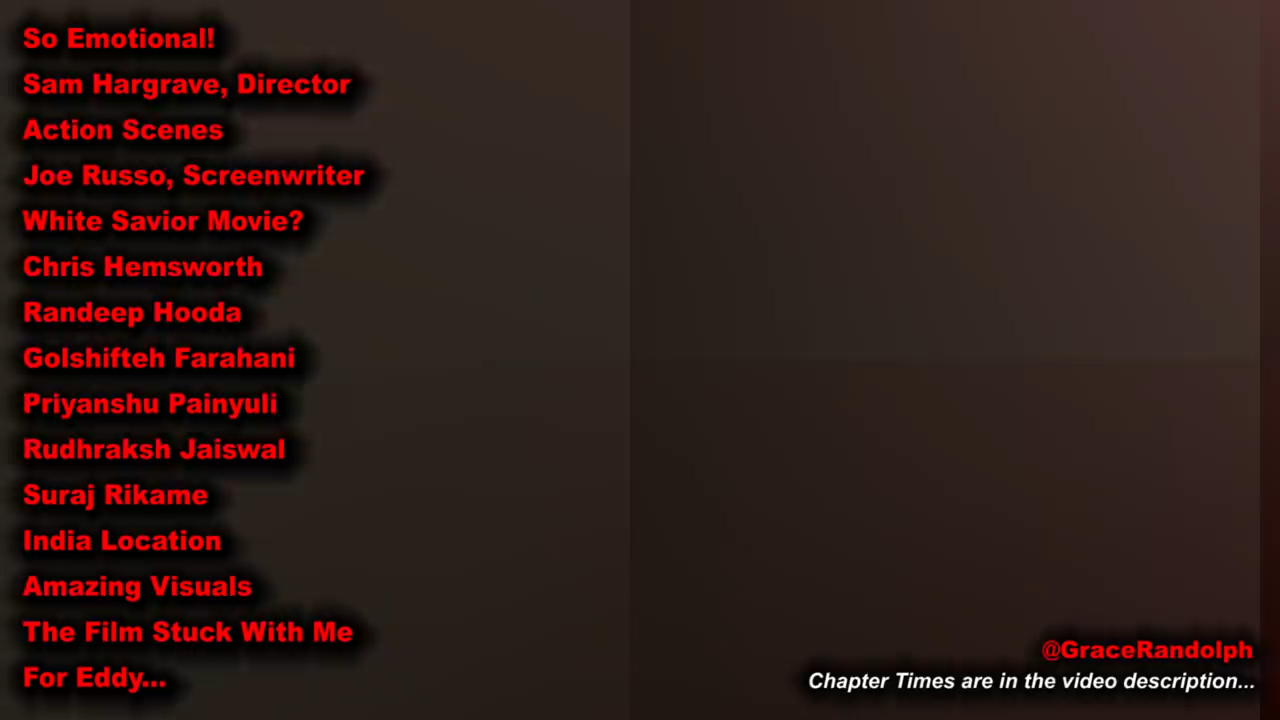 So Emotional!
Sam Hargrave, Director
Action Scenes
Joe Russo, Screenwriter
White Savior Movie?
Chris Hemsworth
Randeep Hooda
Golshifteh Farahani
Priyanshu Painyuli
Rudhraksh Jaiswal
Suraj Rikame
India Location
Amazing Visuals
The Film Stuck With Me
For Eddy...
@GraceRandolph
Chapter Times are in the video description...